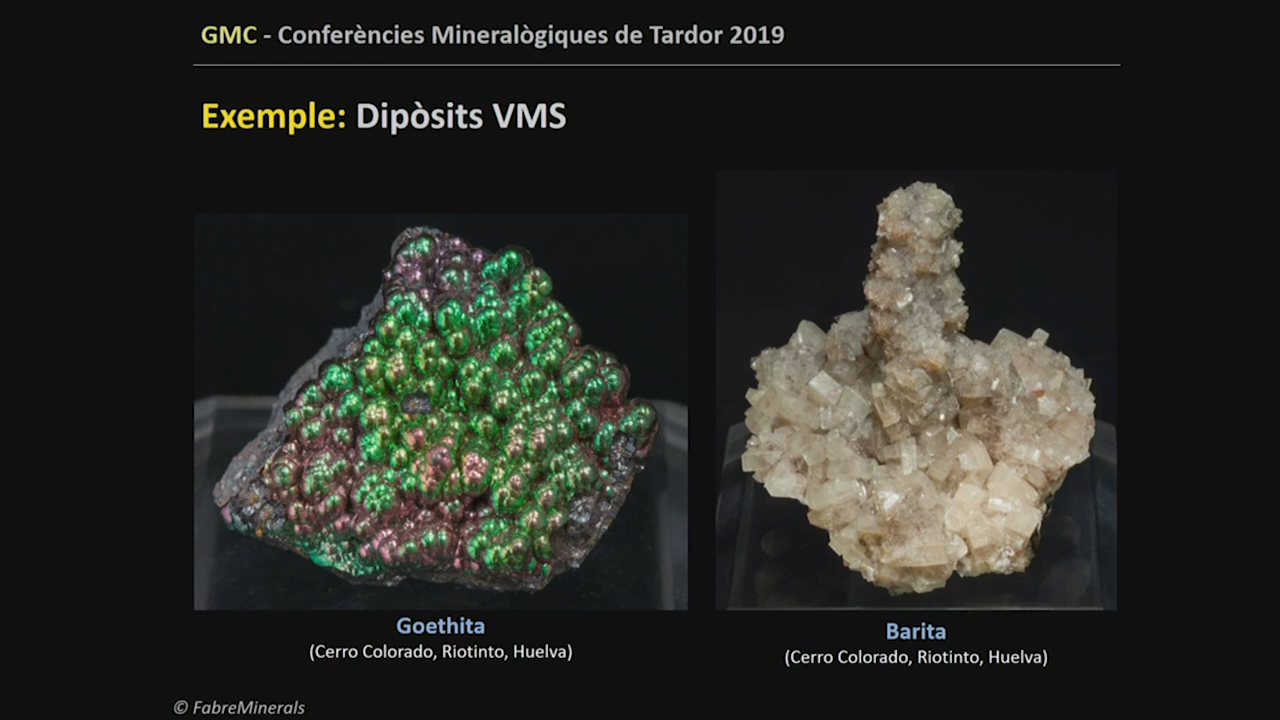 GMC - Conferències Mineralògiques de Tardor 2019
Exemple: Dipòsits VMS
Goethita
(Cerro Colorado, Riotinto, Huelva)
Barita
(Cerro Colorado, Riotinto, Huelva)
© FabreMinerals